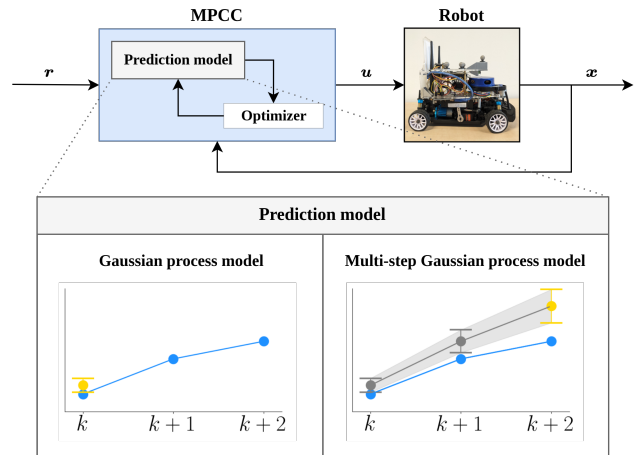 MPCC
Robot
r
Prediction model
Optimizer
u
x
Prediction model
Gaussian process model
Multi-step Gaussian process model
k
k + 1
k + 2
k
k + 1
k + 2